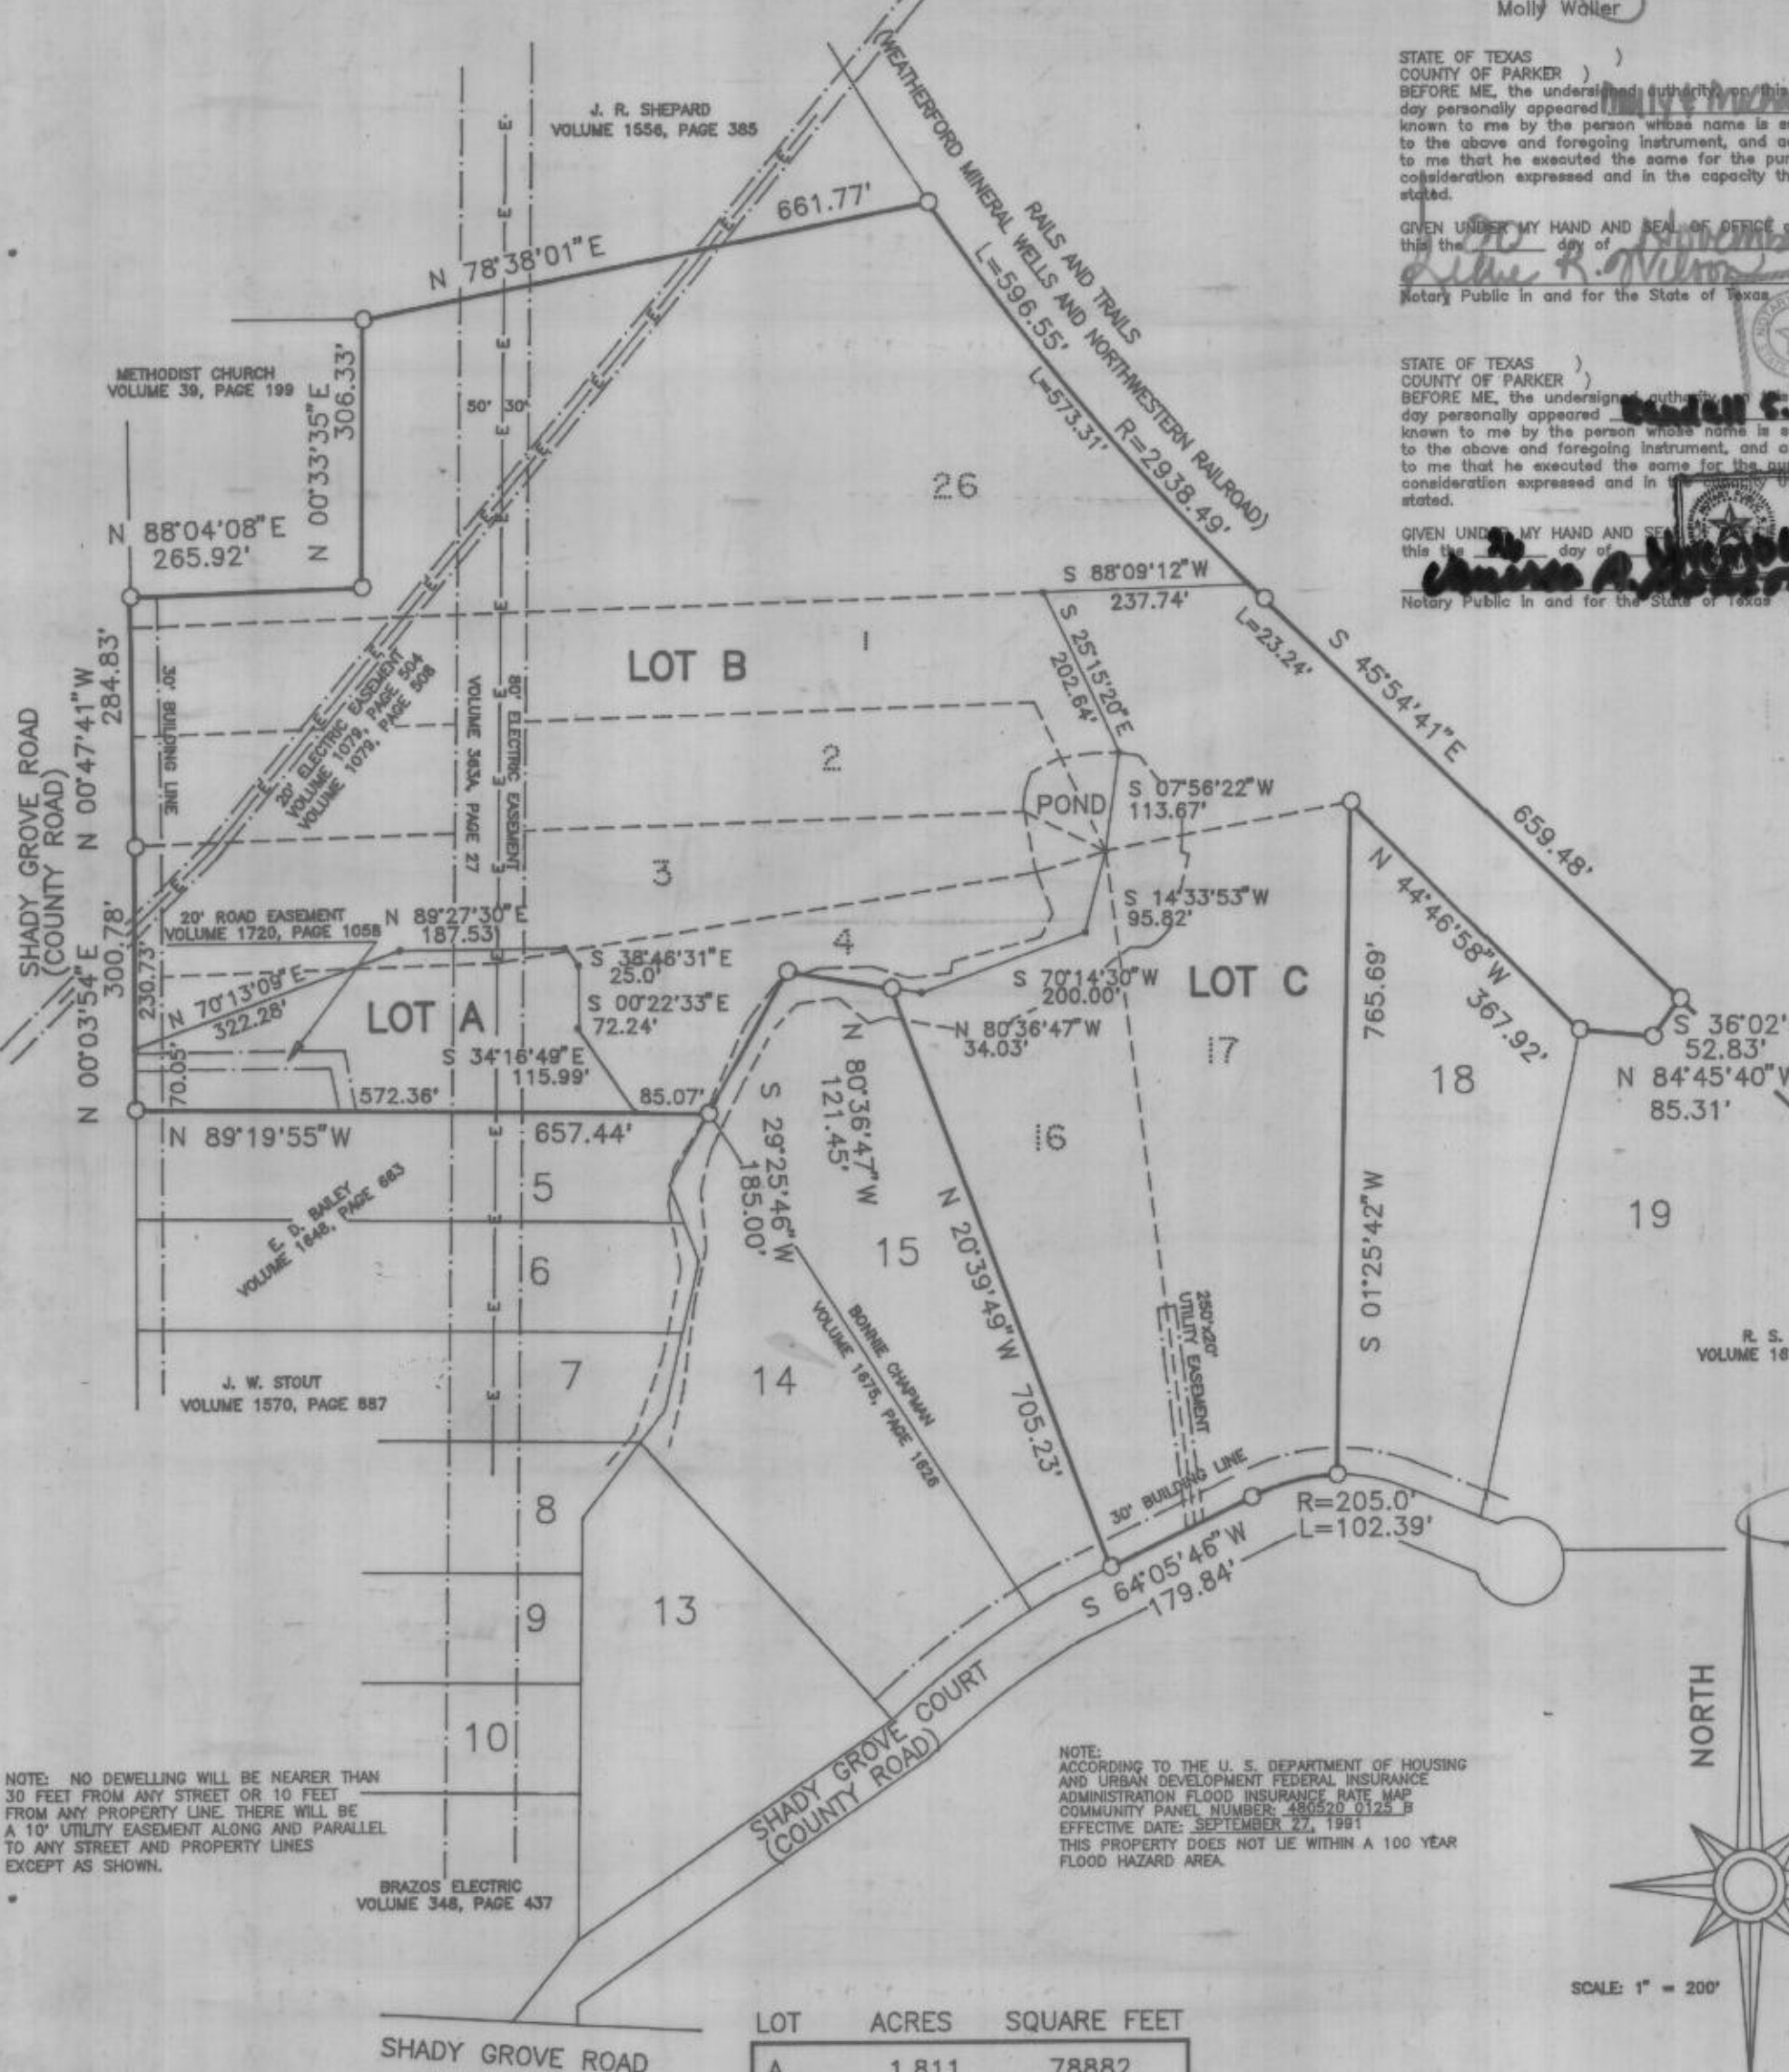 Molly Waller
STATE OF TEXAS )
COUNTY OF PARKER )
BEFORE ME, the undersigned authority, on this
day personally appeared
known to me by the person whose name is
to the above and foregoing instrument, and
to me that he executed the same for the
consideration expressed and in the capacity
stated.
GIVEN UNDER MY HAND AND SEAL OF OFFICE
this the 20 day of
R. Wilson
Notary Public in and for the State of Texas
STATE OF TEXAS )
COUNTY OF PARKER )
BEFORE ME, the undersigned authority
day personally appeared
known to me by the person whose name is
to the above and foregoing instrument, and
to me that he executed the same for the
consideration expressed and in
stated.
GIVEN UNDER MY HAND AND
this the day of
Notary Public in and for the State of Texas
J. R. SHEPARD
VOLUME 1556, PAGE 385
RAILS AND TRAILS
(WEATHERFORD MINERAL WELLS AND NORTHWESTERN RAILROAD)
661.77'
N 78°38'01"E
L=596.55'
R=2938.49'
L=573.31'
METHODIST CHURCH
VOLUME 39, PAGE 199
N 00°33'35"E
306.33'
50' 30'
26
N 88°04'08"E
265.92'
S 88°09'12"W
237.74'
L=23.24'
S 45°54'41"E
659.48'
S 25°15'20"E
202.64'
LOT B
1
2
3
4
SHADY GROVE ROAD
(COUNTY ROAD)
N 00°47'41"W
284.83'
30' BUILDING LINE
20' ELECTRIC EASEMENT
VOLUME 1079, PAGE 504
VOLUME 1079, PAGE 508
VOLUME 363A, PAGE 27
80' ELECTRIC EASEMENT
POND
S 07°56'22"W
113.67'
S 14°33'53"W
95.82'
N 00°03'54"E
300.78'
230.73'
20' ROAD EASEMENT
VOLUME 1720, PAGE 1058
N 89°27'30"E
187.53
S 38°46'31"E
25.0'
S 00°22'33"E
72.24'
S 34°16'49"E
115.99'
N 70°13'09"E
322.28'
LOT A
70.05'
572.36'
85.07'
N 89°19'55"W
657.44'
S 70°14'30"W
200.00'
N 80°36'47"W
34.03'
N 80°36'47"W
121.45'
S 29°25'46"W
185.00'
LOT C
17
16
765.69'
S 01°25'42"W
N 44°46'58"W
367.92'
18
S 36°02'
52.83'
N 84°45'40"W
85.31'
19
R. S.
VOLUME 16
N 20°39'49"W
705.23'
15
14
BONNIE CHAPMAN
VOLUME 1675, PAGE 1626
250'x20'
UTILITY EASEMENT
30' BUILDING LINE
R=205.0'
L=102.39'
S 64°05'46"W
179.84'
E. D. BAILEY
VOLUME 1648, PAGE 663
5
6
7
J. W. STOUT
VOLUME 1570, PAGE 887
8
9
10
13
SHADY GROVE COURT
(COUNTY ROAD)
NOTE: NO DEWELLING WILL BE NEARER THAN
30 FEET FROM ANY STREET OR 10 FEET
FROM ANY PROPERTY LINE. THERE WILL BE
A 10' UTILITY EASEMENT ALONG AND PARALLEL
TO ANY STREET AND PROPERTY LINES
EXCEPT AS SHOWN.
BRAZOS ELECTRIC
VOLUME 348, PAGE 437
NOTE:
ACCORDING TO THE U. S. DEPARTMENT OF HOUSING
AND URBAN DEVELOPMENT FEDERAL INSURANCE
ADMINISTRATION FLOOD INSURANCE RATE MAP
COMMUNITY PANEL NUMBER: 480520 0125 B
EFFECTIVE DATE: SEPTEMBER 27, 1991
THIS PROPERTY DOES NOT LIE WITHIN A 100 YEAR
FLOOD HAZARD AREA.
NORTH
SCALE: 1" = 200'
SHADY GROVE ROAD
LOT ACRES SQUARE FEET
A 1.811 78882